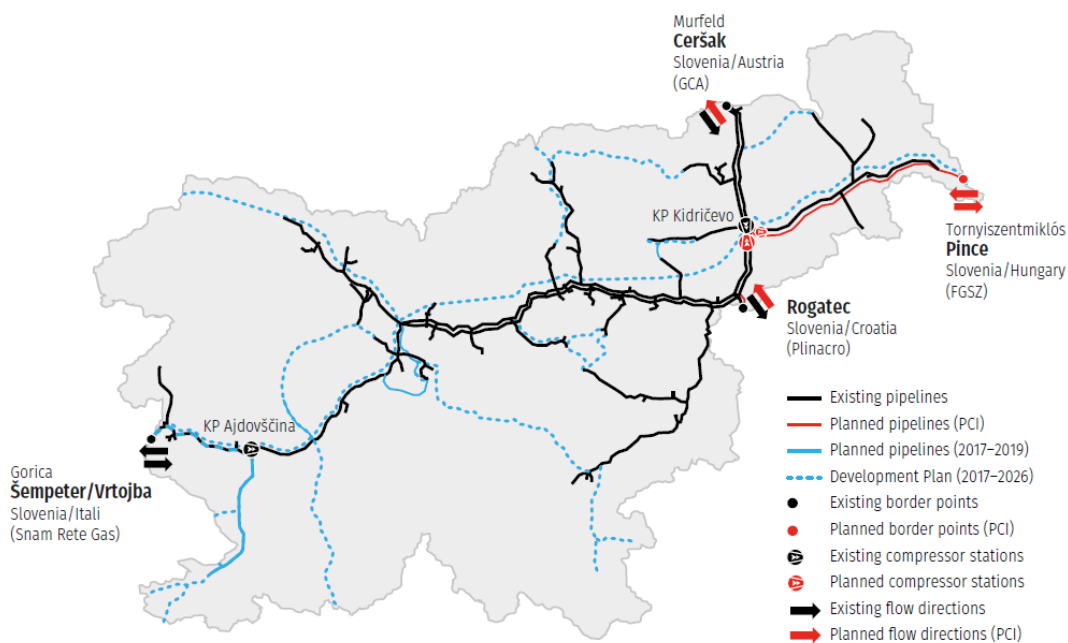 Murfeld
Ceršak
Slovenia/Austria
(GCA)
KP Kidričevo
Tornyiszentmiklós
Pince
Slovenia/Hungary
(FGSZ)
Rogatec
Slovenia/Croatia
(Plinacro)
KP Ajdovščina
Gorica
Šempeter/Vrtojba
Slovenia/Itali
(Snam Rete Gas)
Existing pipelines
Planned pipelines (PCI)
Planned pipelines (2017–2019)
Development Plan (2017–2026)
Existing border points
Planned border points (PCI)
Existing compressor stations
Planned compressor stations
Existing flow directions
Planned flow directions (PCI)